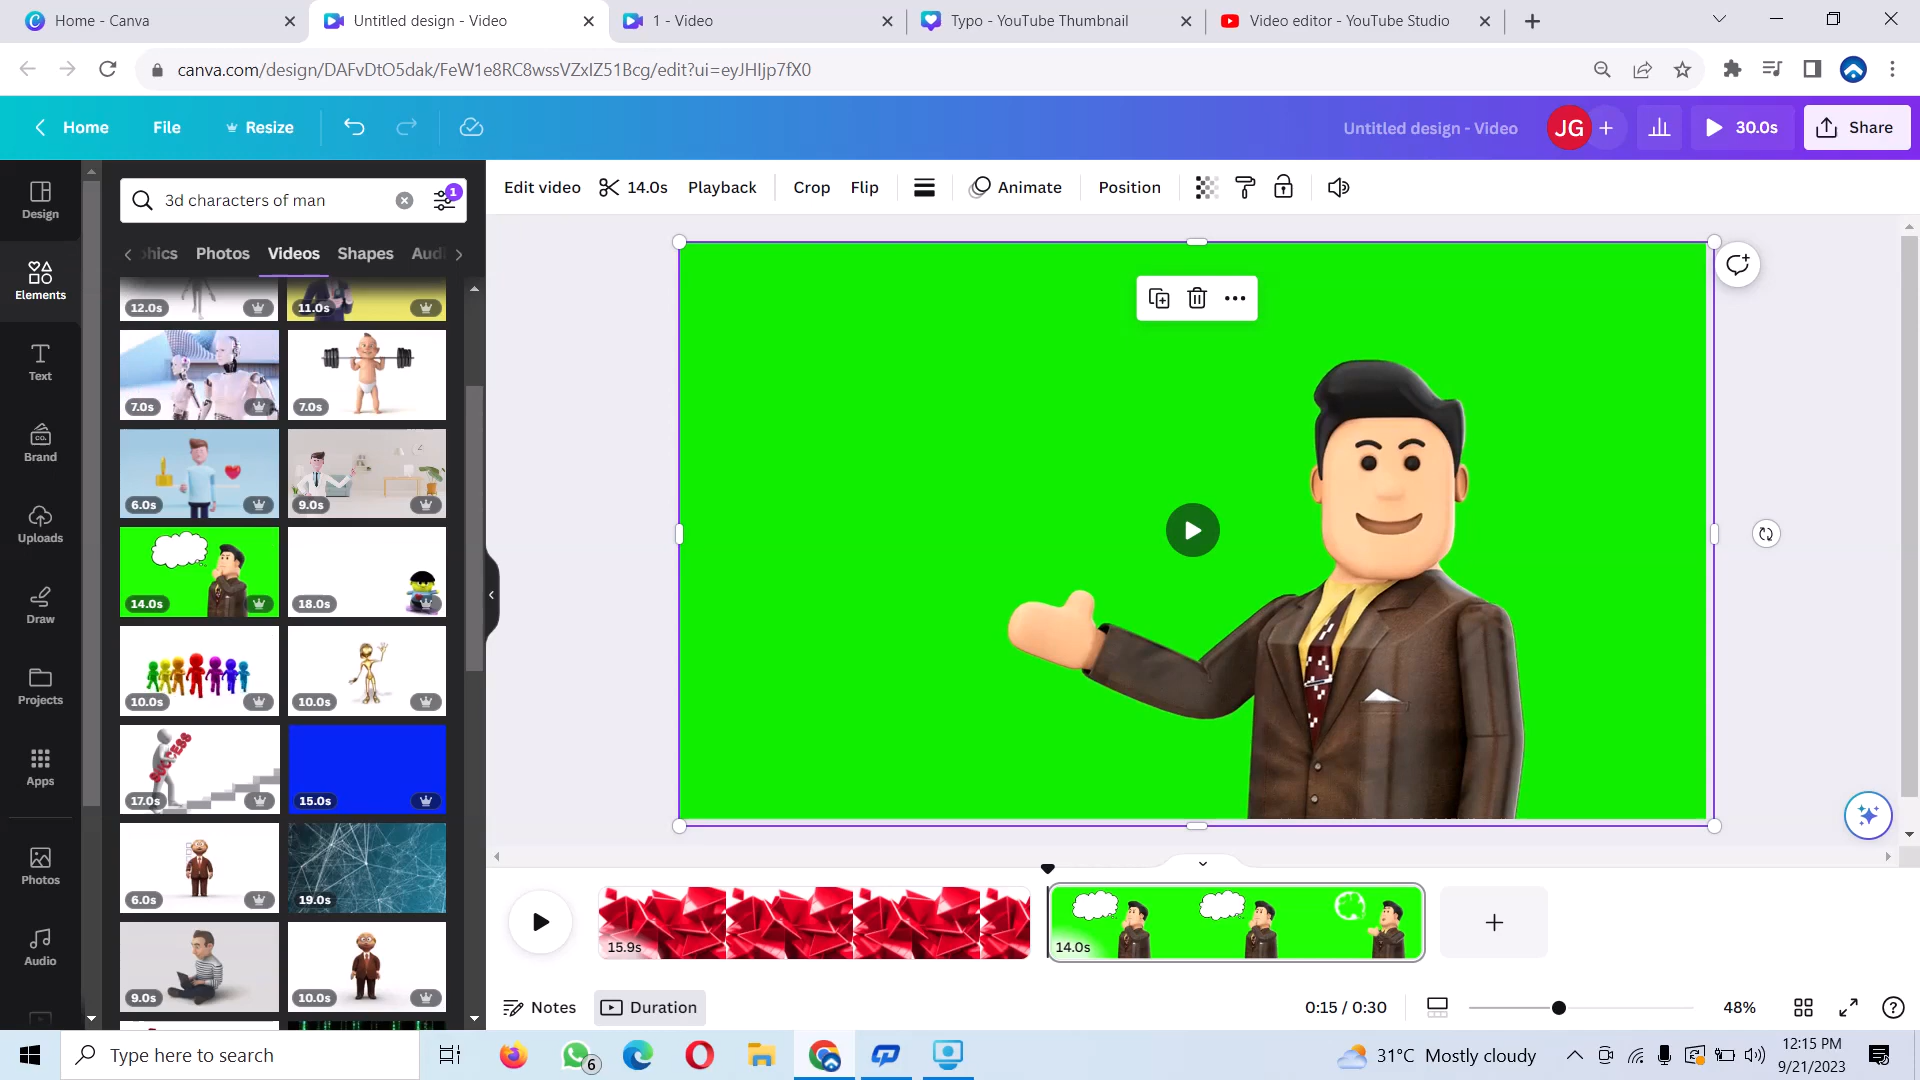 Home - Canva
Untitled design - Video
1 - Video
Typo - YouTube Thumbnail
Video editor - YouTube Studio
canva.com/design/DAFvDtO5dak/FeW1e8RC8wssVZxIZ51Bcg/edit?ui=eyJHIjp7fX0
Home
File
Resize
Untitled design - Video
JG
30.0s
Share
Design
Elements
Text
Brand
Uploads
Draw
Projects
Apps
Photos
Audio
3d characters of man
1
hics
Photos
Videos
Shapes
Aud
12.0s
11.0s
7.0s
7.0s
6.0s
9.0s
14.0s
18.0s
10.0s
10.0s
SUCCESS
17.0s
15.0s
6.0s
19.0s
9.0s
10.0s
Edit video
14.0s
Playback
Crop
Flip
Animate
Position
15.9s
14.0s
Notes
Duration
0:15 / 0:30
48%
Type here to search
6
31°C Mostly cloudy
12:15 PM
9/21/2023